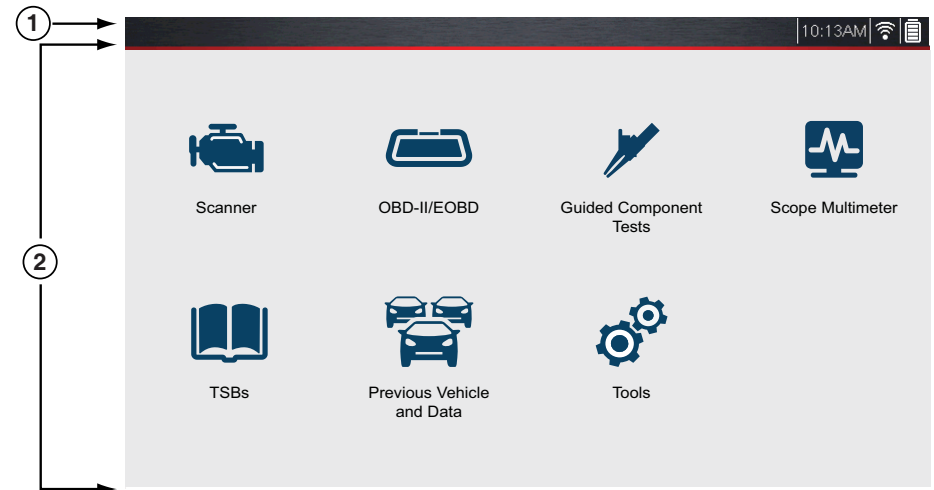 1
10:13AM
2
Scanner
OBD-II/EOBD
Guided Component
Tests
Scope Multimeter
TSBs
Previous Vehicle
and Data
Tools